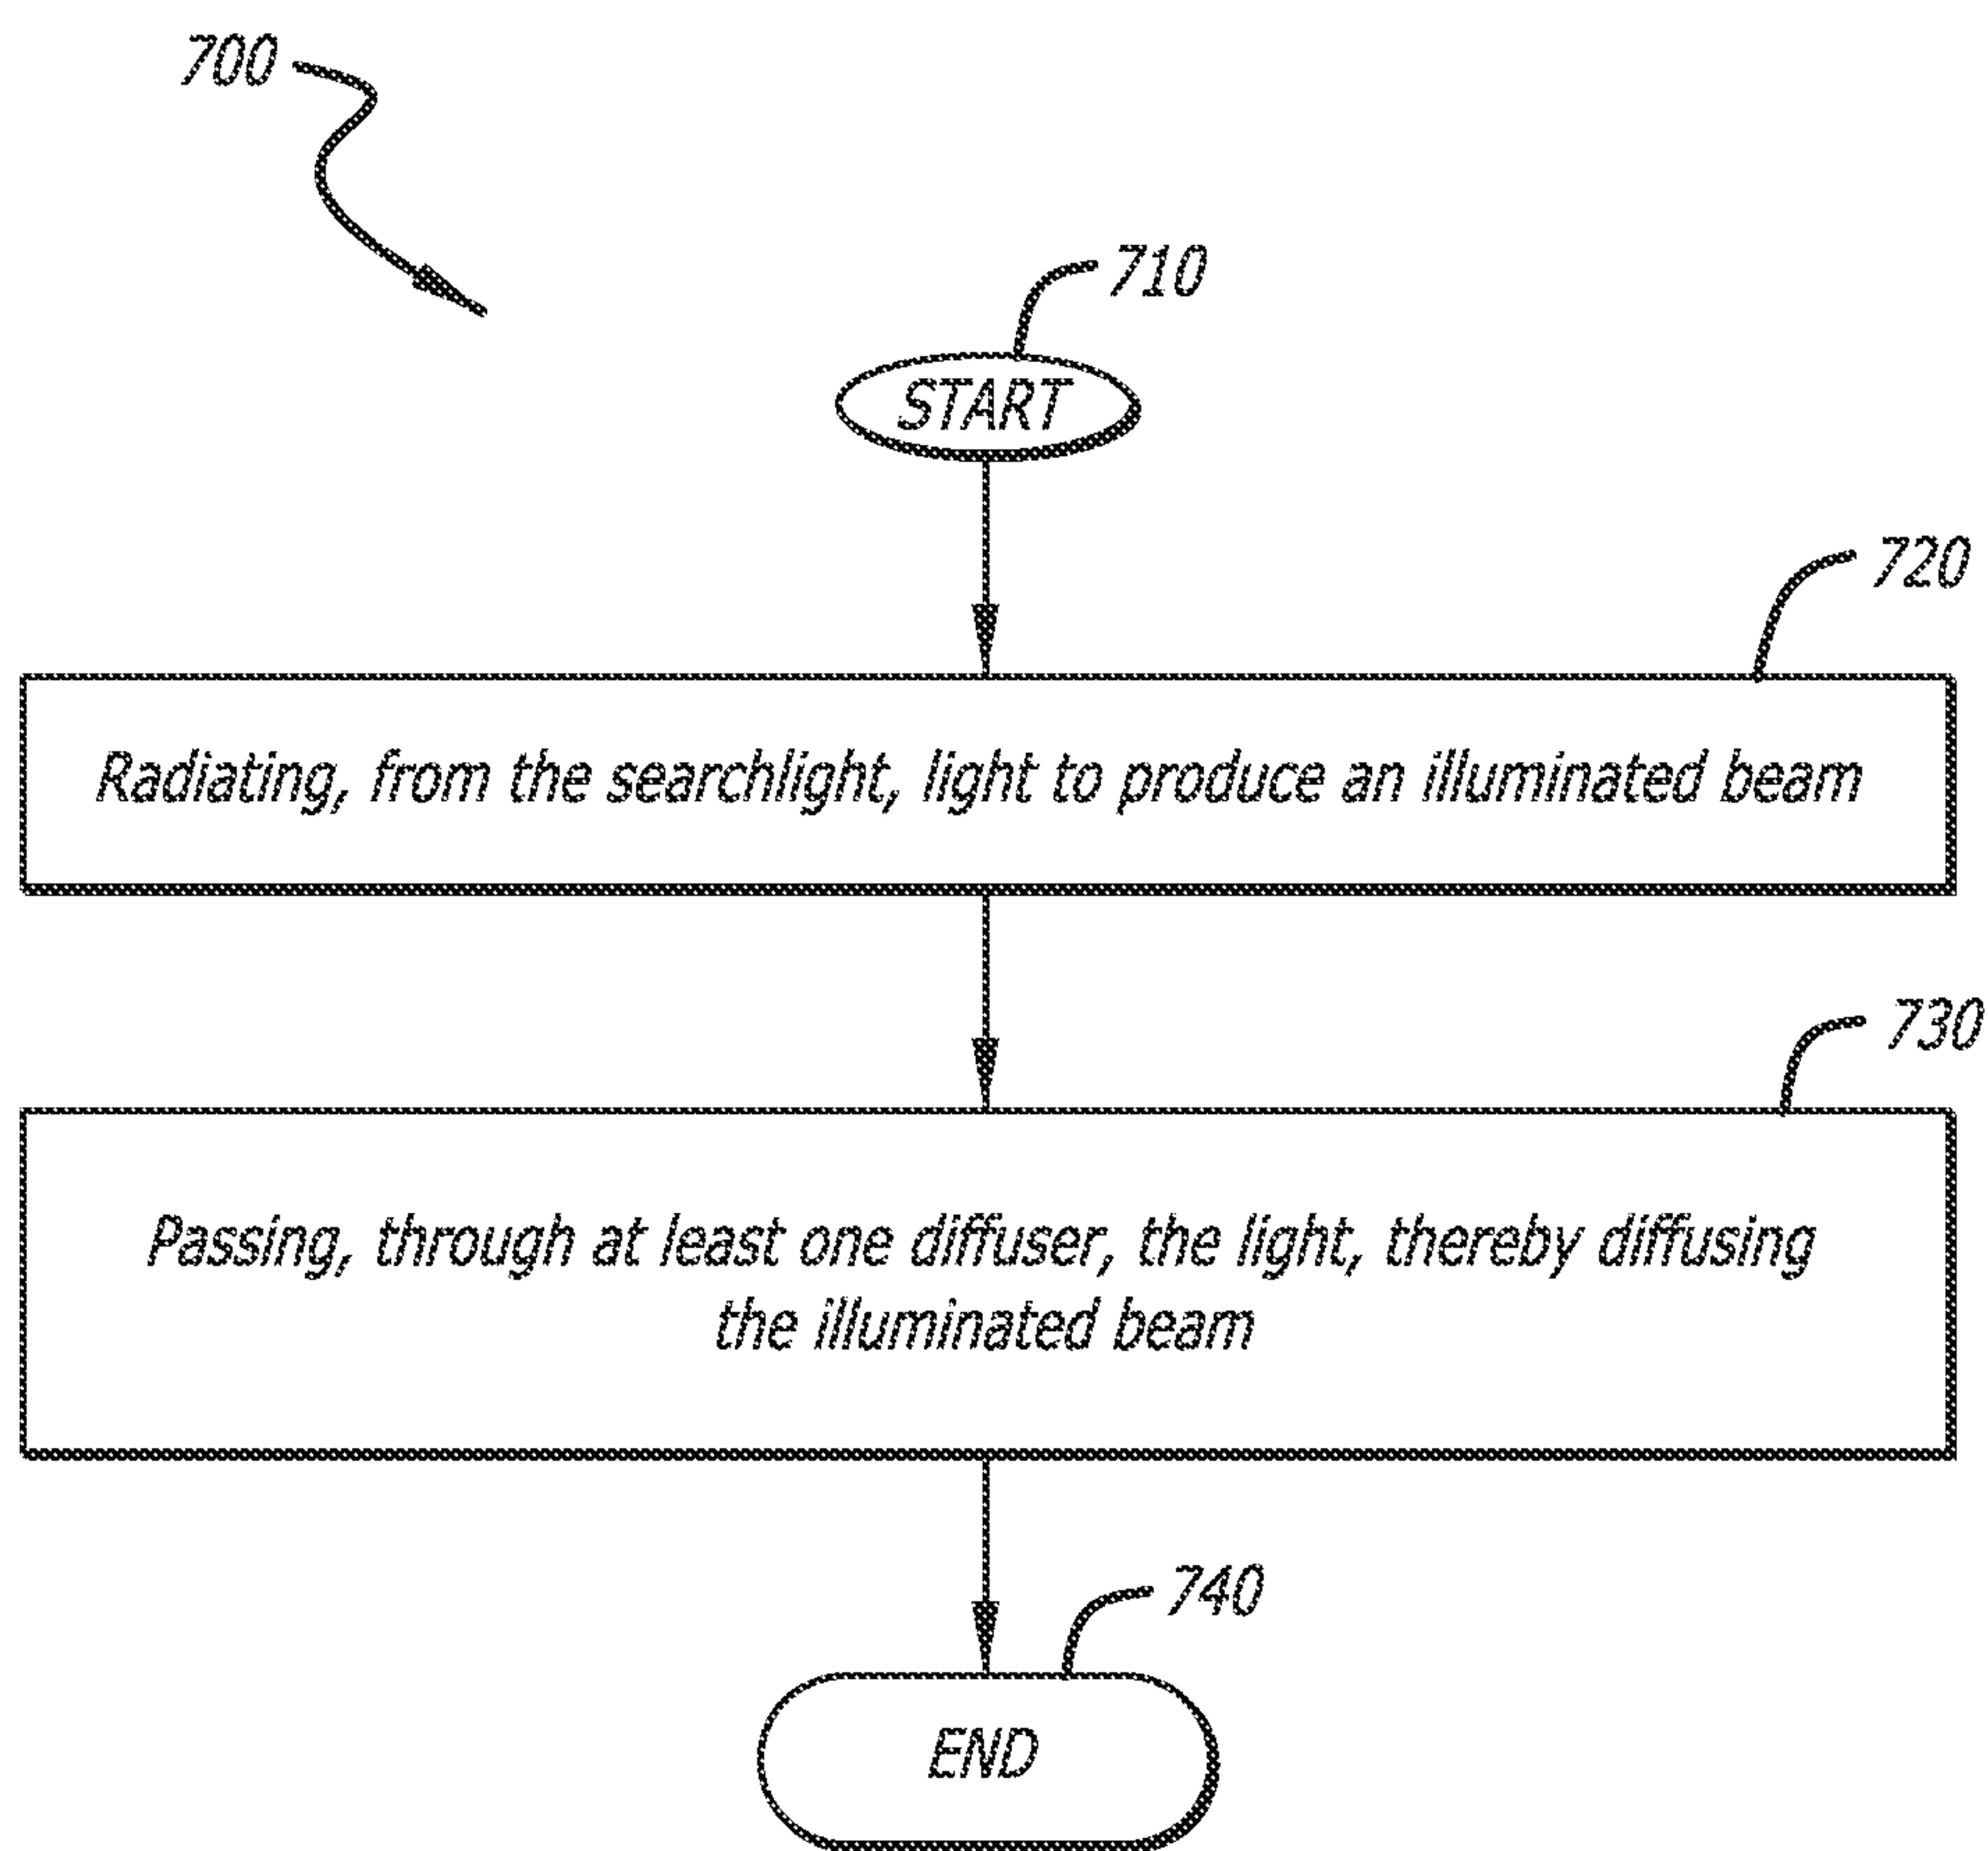 700
710
START
720
Radiating, from the searchlight, light to produce an illuminated beam
730
Passing, through at least one diffuser, the light, thereby diffusing
the illuminated beam
740
END